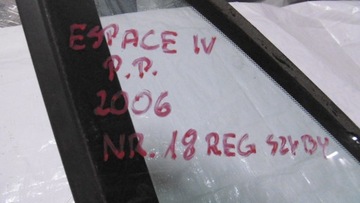 ESPACE IV
P.P.
2006
NR. 18 REG SZYBY